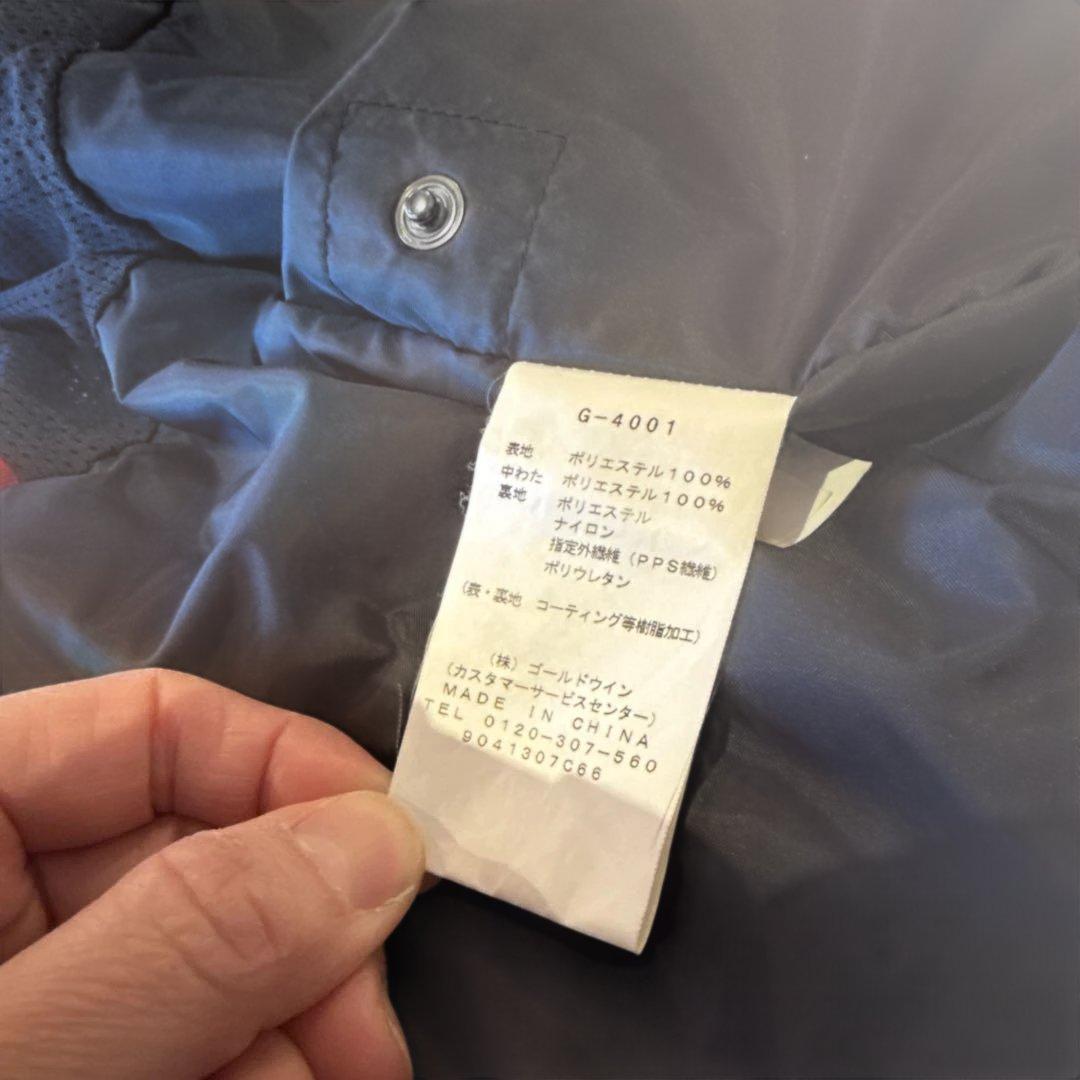 G-4001
表地 ポリエステル100%
中わた ポリエステル100%
裏地 ポリエステル
ナイロン
指定外繊維(PPS繊維)
ポリウレタン
(表・裏地 コーティング等樹脂加工)
(株)ゴールドウイン
(カスタマーサービスセンター)
MADE IN CHINA
TEL 0120-307-560
9041307C66